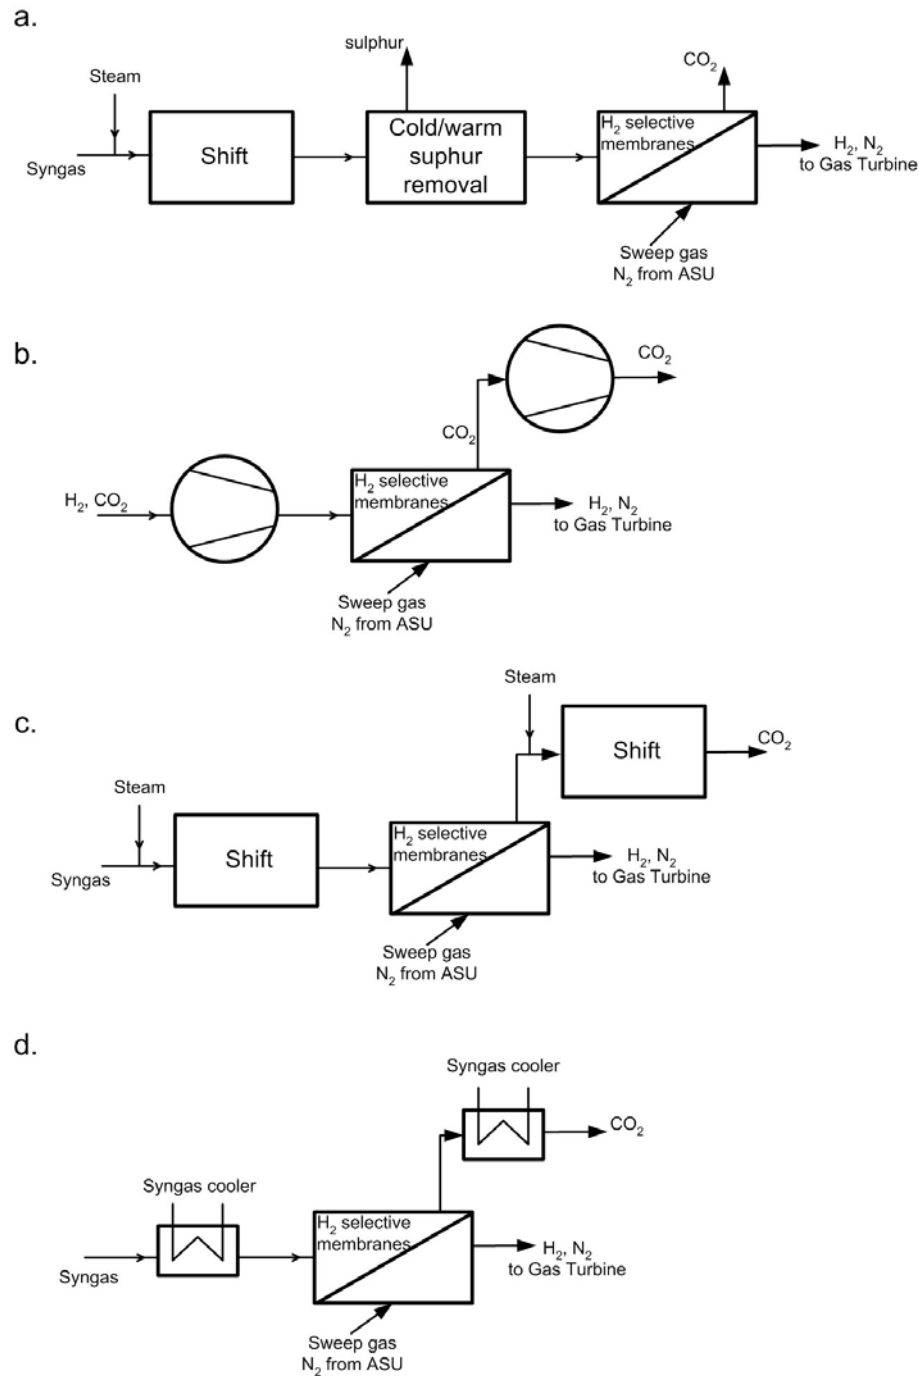 a.
sulphur
CO₂
Steam
Shift
Cold/warm
suphur
removal
H₂ selective
membranes
H₂, N₂
to Gas Turbine
Syngas
Sweep gas
N₂ from ASU
b.
CO₂
CO₂
H₂, CO₂
H₂ selective
membranes
H₂, N₂
to Gas Turbine
Sweep gas
N₂ from ASU
c.
Steam
Shift
CO₂
Steam
Shift
H₂ selective
membranes
H₂, N₂
to Gas Turbine
Syngas
Sweep gas
N₂ from ASU
d.
Syngas cooler
CO₂
Syngas cooler
H₂ selective
membranes
H₂, N₂
to Gas Turbine
Syngas
Sweep gas
N₂ from ASU